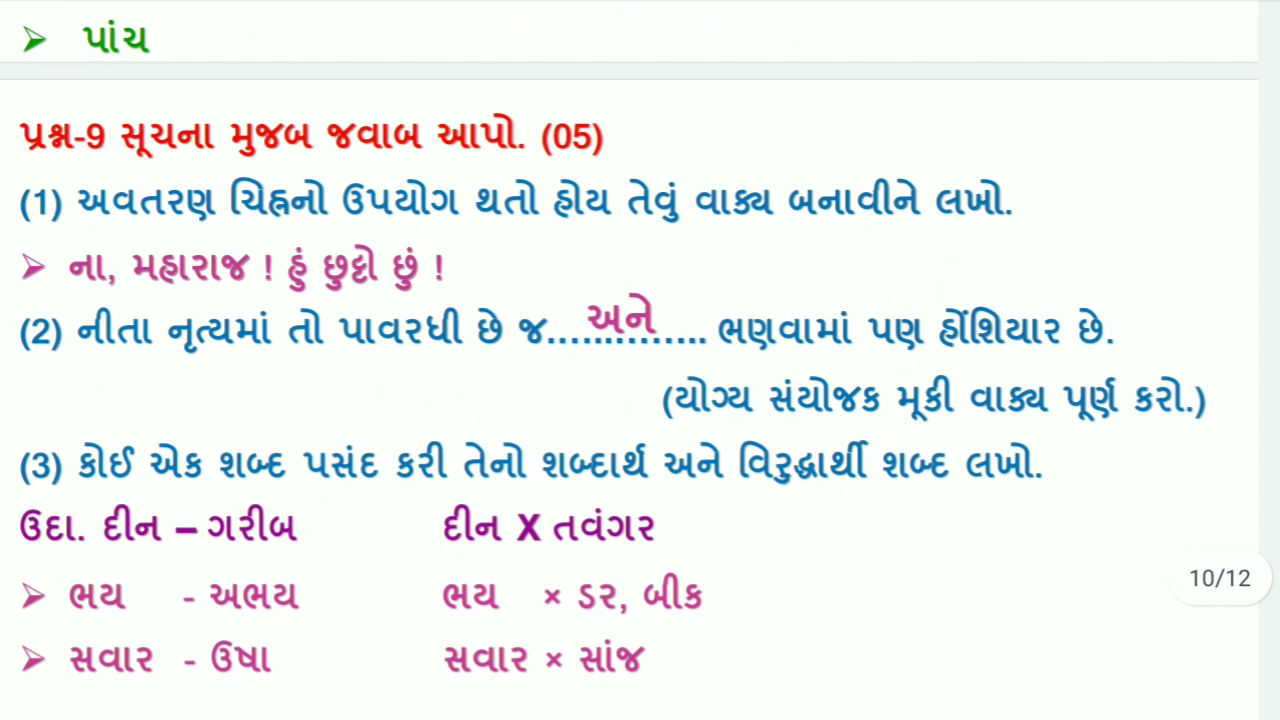 ➢ પાંચ
પ્રશ્ન-9 સૂચના મુજબ જવાબ આપો. (05)
(1) અવતરણ ચિહ્નનો ઉપયોગ થતો હોય તેવું વાક્ય બનાવીને લખો.
➢ ના, મહારાજ ! હું છુટ્ટો છું !
(2) નીતા નૃત્યમાં તો પાવરધી છે જ....અને....... ભણવામાં પણ હોંશિયાર છે.
(યોગ્ય સંયોજક મૂકી વાક્ય પૂર્ણ કરો.)
(3) કોઈ એક શબ્દ પસંદ કરી તેનો શબ્દાર્થ અને વિરુદ્ધાર્થી શબ્દ લખો.
ઉદા. દીન – ગરીબ દીન X તવંગર
➢ ભય - અભય ભય × ડર, બીક
➢ સવાર - ઉષા સવાર × સાંજ
10/12